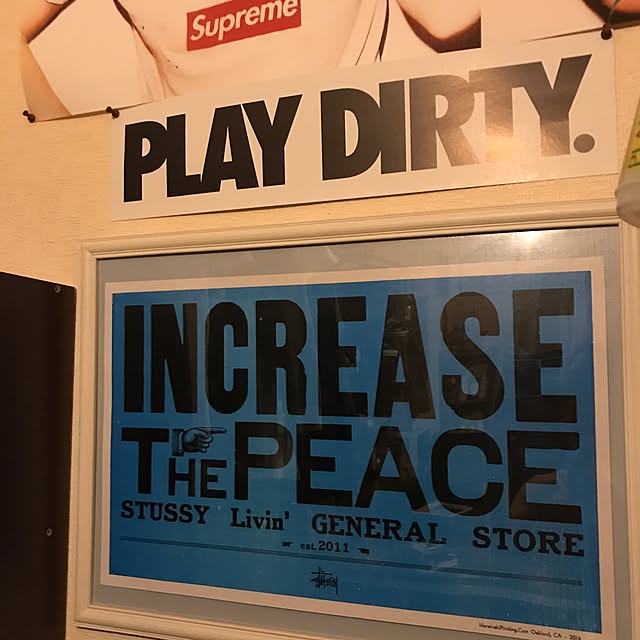 Supreme
PLAY DIRTY.
INCREASE
THE PEACE
STUSSY Livin' GENERAL STORE
est. 2011